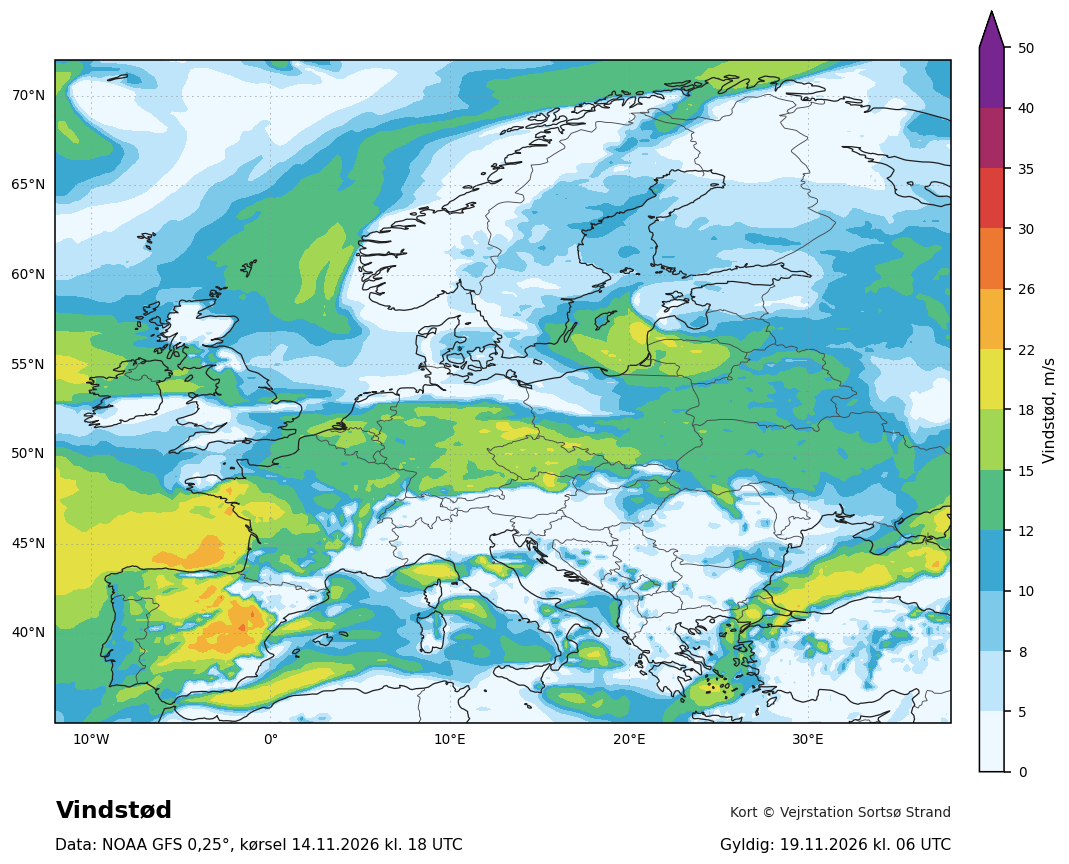 70°N
65°N
60°N
55°N
50°N
45°N
40°N
10°W 0° 10°E 20°E 30°E
50
40
35
30
26
22
18
15
12
10
8
5
0
Vindstød, m/s
Vindstød
Kort © Vejrstation Sortsø Strand
Data: NOAA GFS 0,25°, kørsel 14.11.2026 kl. 18 UTC
Gyldig: 19.11.2026 kl. 06 UTC